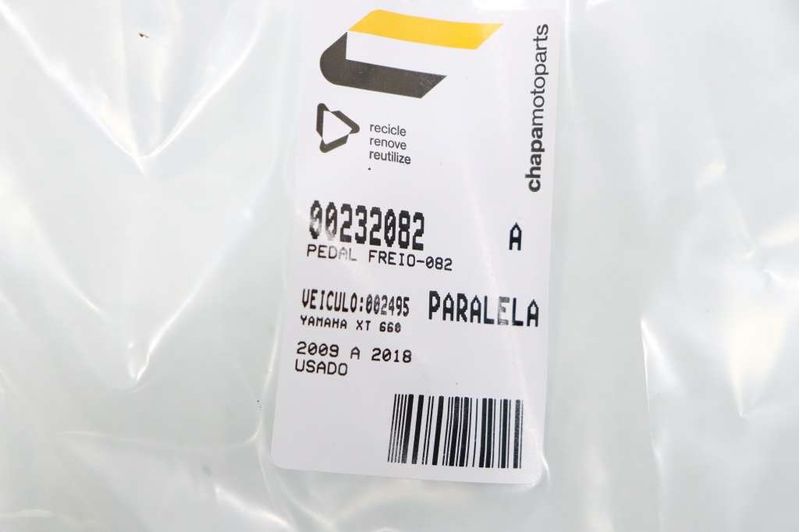 chapamotoparts
recicle
renove
reutilize
00232082 A
PEDAL FREIO-082
VEICULO:002495 PARALELA
YAMAHA XT 660
2009 A 2018
USADO